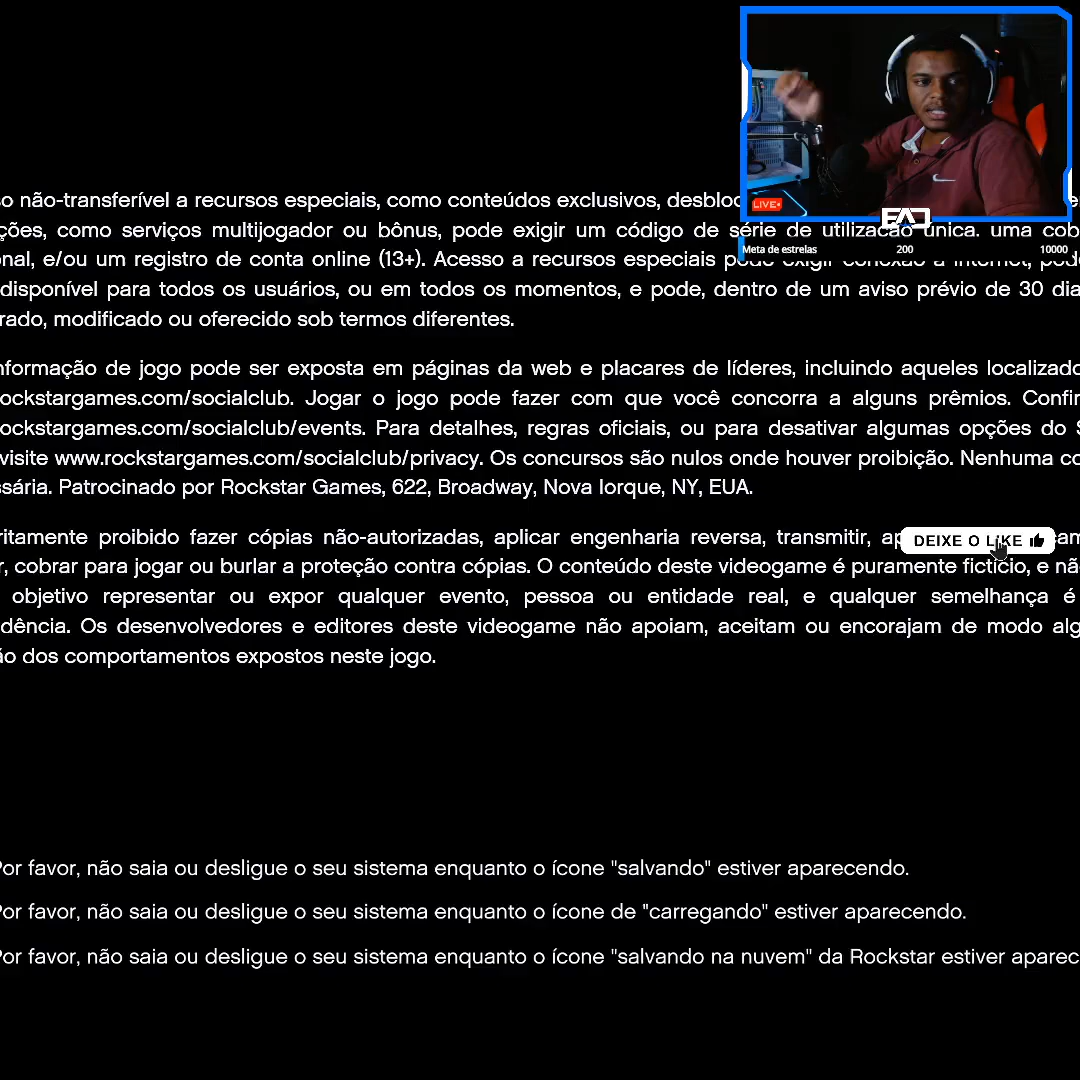 o não-transferível a recursos especiais, como conteúdos exclusivos,
ções, como serviços multijogador ou bônus, pode exigir um código de série de utilização única. uma
nal, e/ou um registro de conta online (13+). Acesso a recursos especiais pode exigir conexão a internet,
disponível para todos os usuários, ou em todos os momentos, e pode, dentro de um aviso prévio de 30 dia
rado, modificado ou oferecido sob termos diferentes.
nformação de jogo pode ser exposta em páginas da web e placares de líderes, incluindo aqueles localizado
ockstargames.com/socialclub. Jogar o jogo pode fazer com que você concorra a alguns prêmios. Confir
ockstargames.com/socialclub/events. Para detalhes, regras oficiais, ou para desativar algumas opções do S
visite www.rockstargames.com/socialclub/privacy. Os concursos são nulos onde houver proibição. Nenhuma co
ssária. Patrocinado por Rockstar Games, 622, Broadway, Nova Iorque, NY, EUA.
ritamente proibido fazer cópias não-autorizadas, aplicar engenharia reversa, transmitir,
r, cobrar para jogar ou burlar a proteção contra cópias. O conteúdo deste videogame é puramente fictício, e nã
objetivo representar ou expor qualquer evento, pessoa ou entidade real, e qualquer semelhança é
dência. Os desenvolvedores e editores deste videogame não apoiam, aceitam ou encorajam de modo alg
ão dos comportamentos expostos neste jogo.
Por favor, não saia ou desligue o seu sistema enquanto o ícone "salvando" estiver aparecendo.
Por favor, não saia ou desligue o seu sistema enquanto o ícone de "carregando" estiver aparecendo.
Por favor, não saia ou desligue o seu sistema enquanto o ícone "salvando na nuvem" da Rockstar estiver aparec
LIVE
Meta de estrelas 200 10000
DEIXE O LIKE